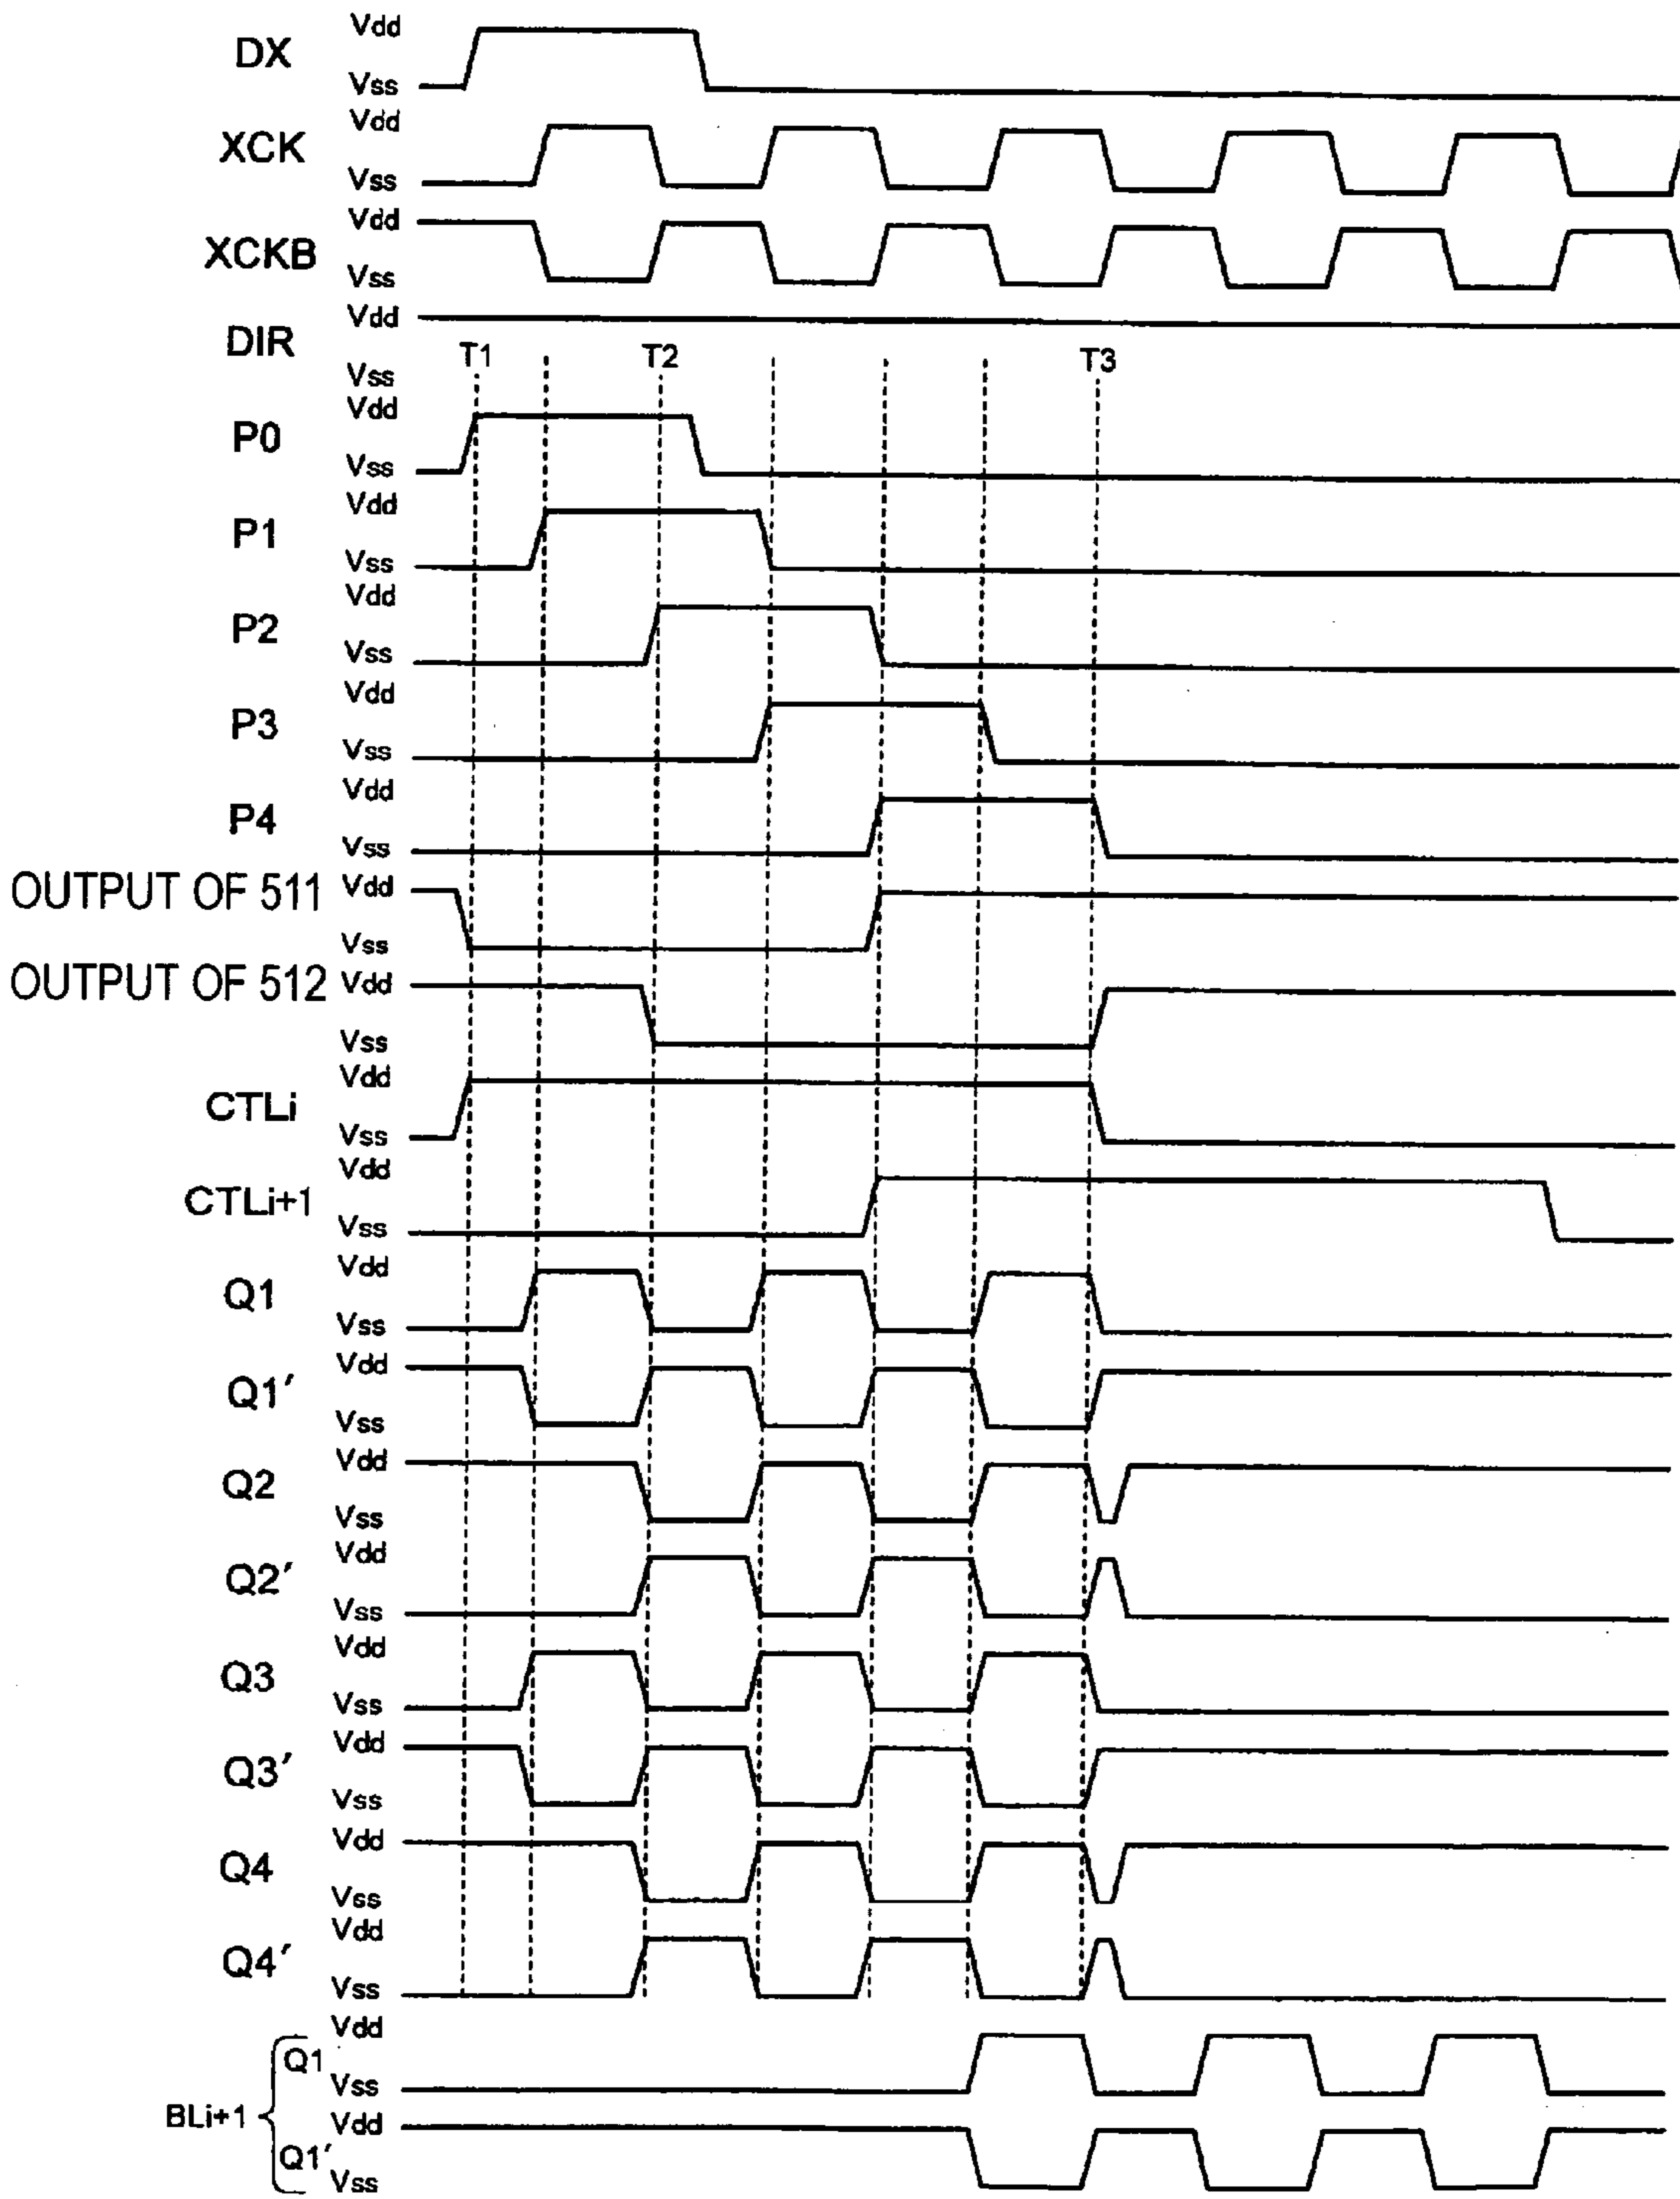 DX Vdd
Vss
XCK Vdd
Vss
XCKB Vdd
Vss
DIR Vdd
Vss
T1 T2 T3
P0 Vdd
Vss
P1 Vdd
Vss
P2 Vdd
Vss
P3 Vdd
Vss
P4 Vdd
Vss
OUTPUT OF 511 Vdd
Vss
OUTPUT OF 512 Vdd
Vss
CTLi Vdd
Vss
CTLi+1 Vdd
Vss
Q1 Vdd
Vss
Q1′ Vdd
Vss
Q2 Vdd
Vss
Q2′ Vdd
Vss
Q3 Vdd
Vss
Q3′ Vdd
Vss
Q4 Vdd
Vss
Q4′ Vdd
Vss
BLi+1 Q1 Vdd
Vss
Q1′ Vdd
Vss